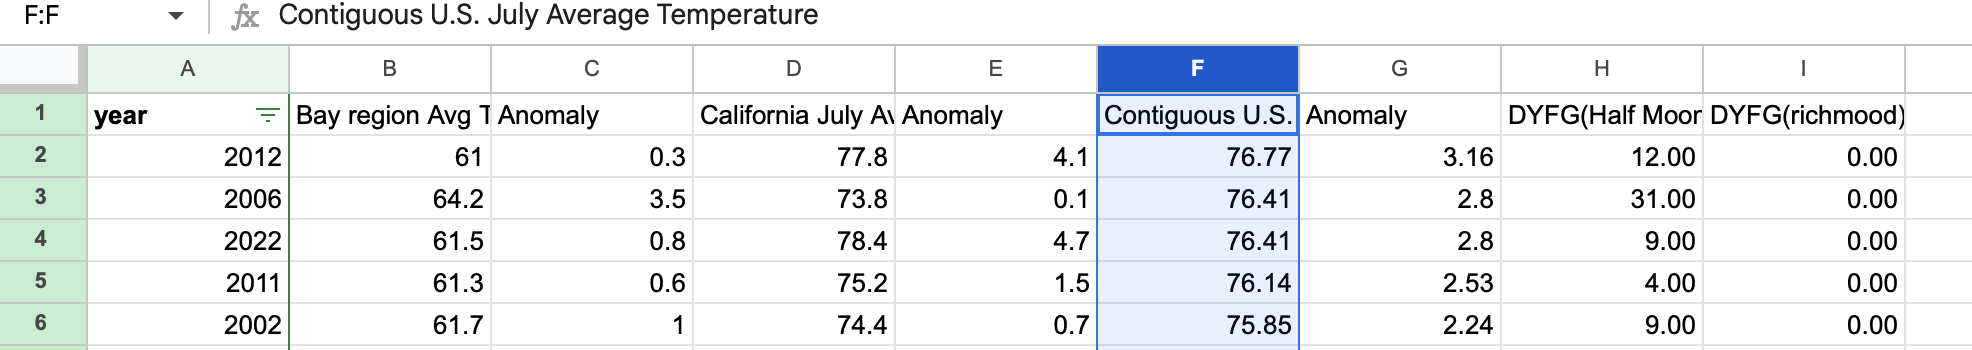 F:F fx Contiguous U.S. July Average Temperature
A B C D E F G H I
1 year Bay region Avg T Anomaly California July Av Anomaly Contiguous U.S. Anomaly DYFG(Half Moor DYFG(richmood)
2 2012 61 0.3 77.8 4.1 76.77 3.16 12.00 0.00
3 2006 64.2 3.5 73.8 0.1 76.41 2.8 31.00 0.00
4 2022 61.5 0.8 78.4 4.7 76.41 2.8 9.00 0.00
5 2011 61.3 0.6 75.2 1.5 76.14 2.53 4.00 0.00
6 2002 61.7 1 74.4 0.7 75.85 2.24 9.00 0.00